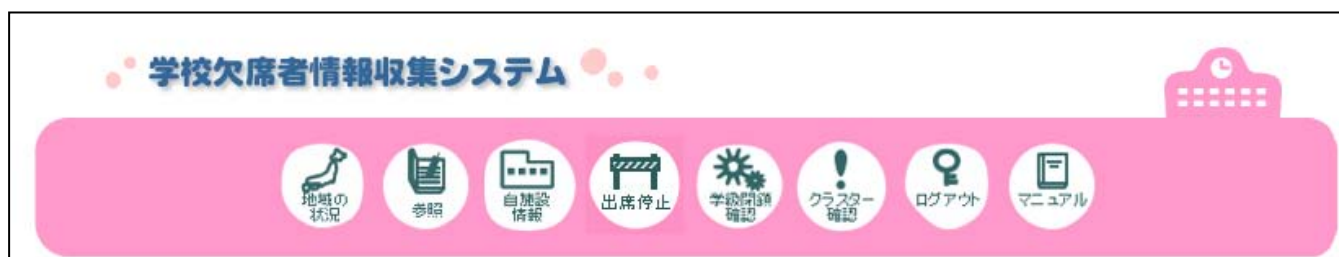 学校欠席者情報収集システム
地域の
状況
参照
自施設
情報
出席停止
学級閉鎖
確認
クラスター
確認
ログアウト
マニュアル